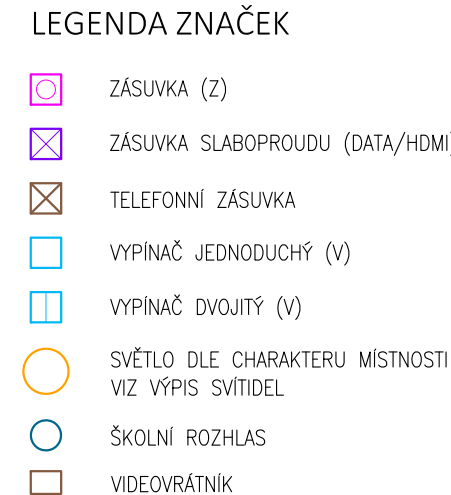 LEGENDA ZNAČEK
ZÁSUVKA (Z)
ZÁSUVKA SLABOPROUDU (DATA/HDMI)
TELEFONNÍ ZÁSUVKA
VYPÍNAČ JEDNODUCHÝ (V)
VYPÍNAČ DVOJITÝ (V)
SVĚTLO DLE CHARAKTERU MÍSTNOSTI
VIZ VÝPIS SVÍTIDEL
ŠKOLNÍ ROZHLAS
VIDEOVRÁTNÍK